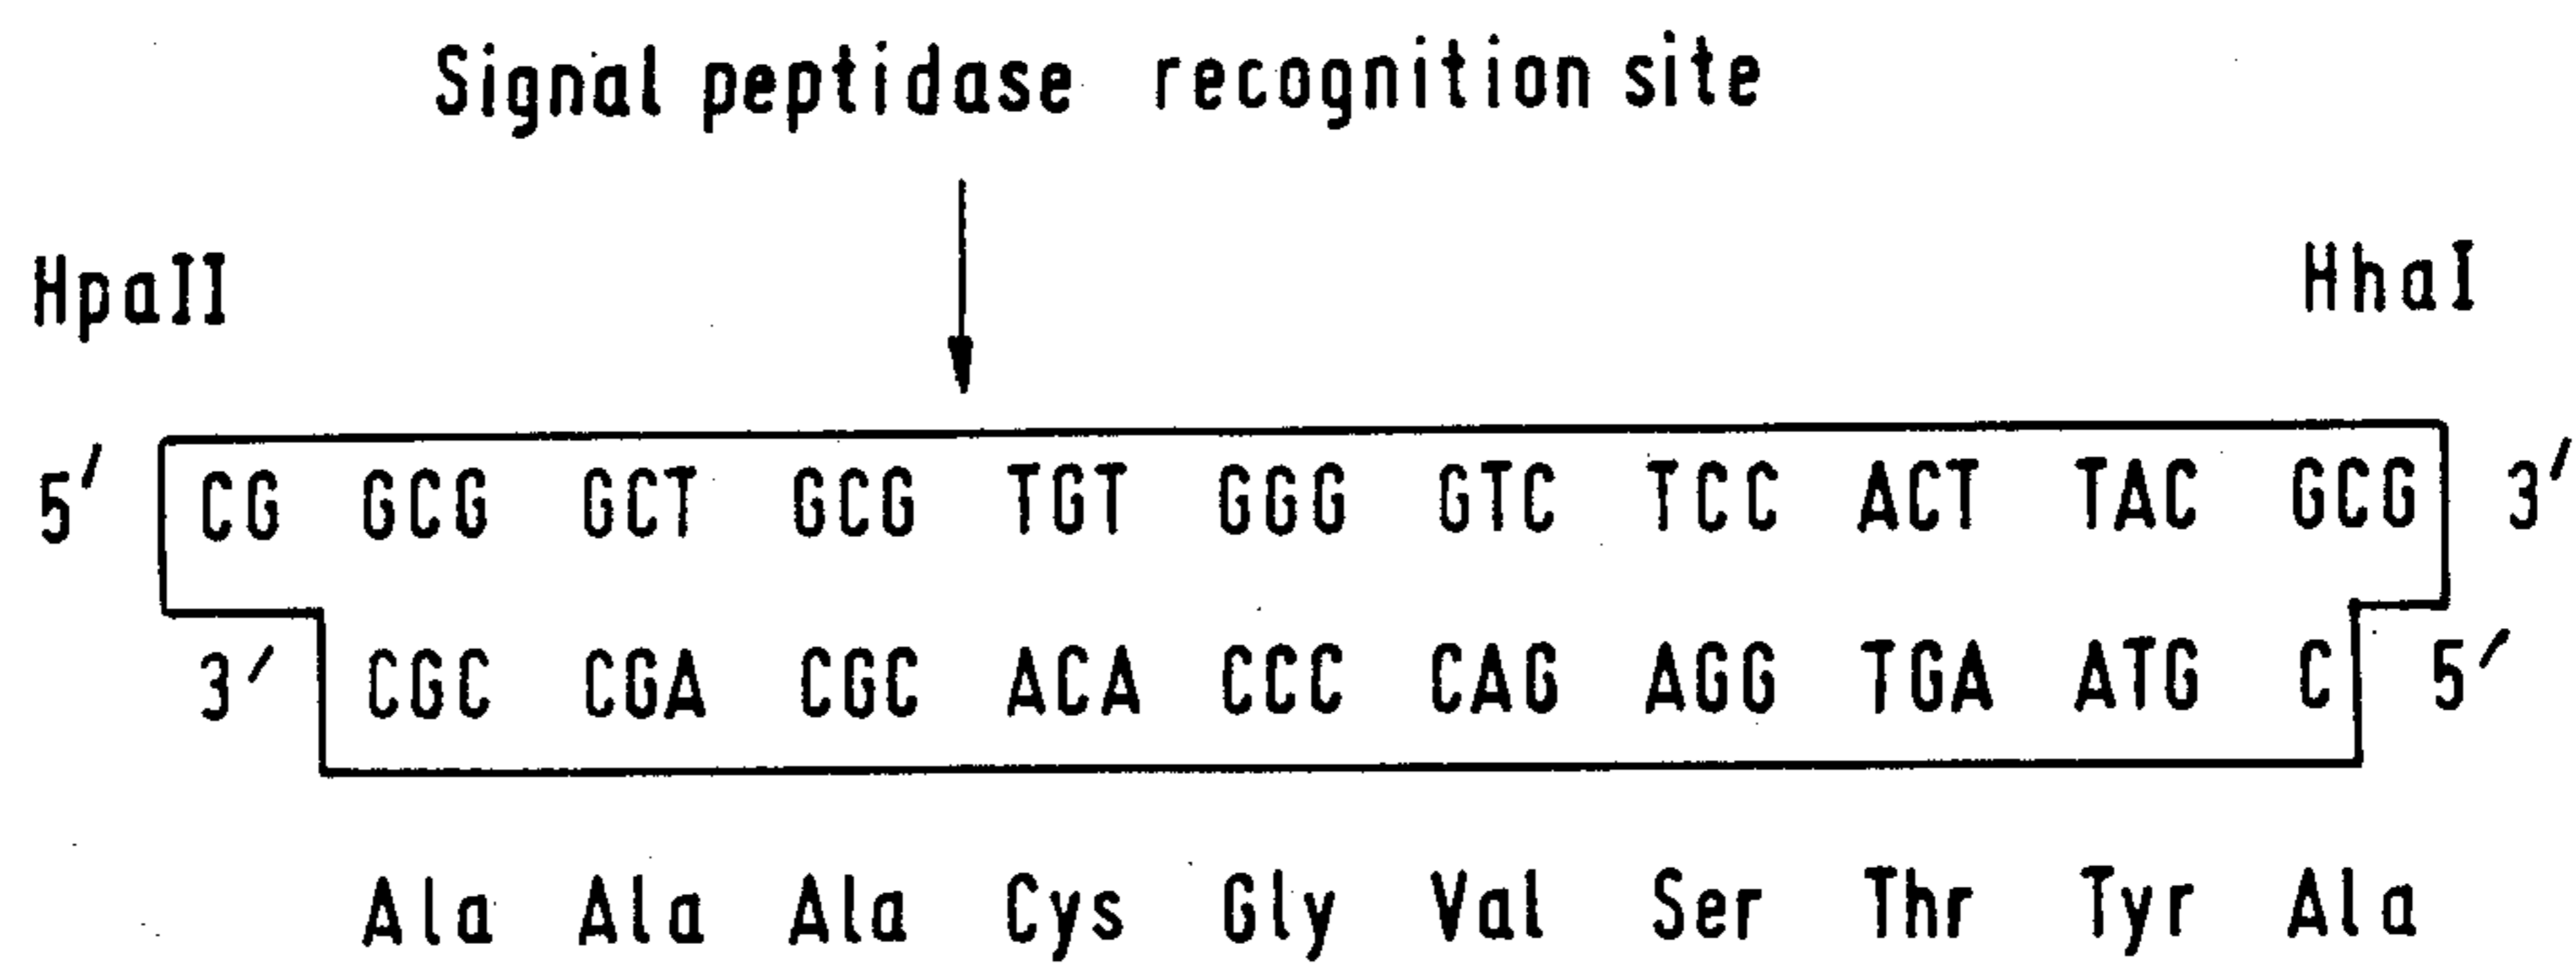 Signal peptidase recognition site
HpaII HhaI
5′ CG GCG GCT GCG TGT GGG GTC TCC ACT TAC GCG 3′
3′ CGC CGA CGC ACA CCC CAG AGG TGA ATG C 5′
Ala Ala Ala Cys Gly Val Ser Thr Tyr Ala